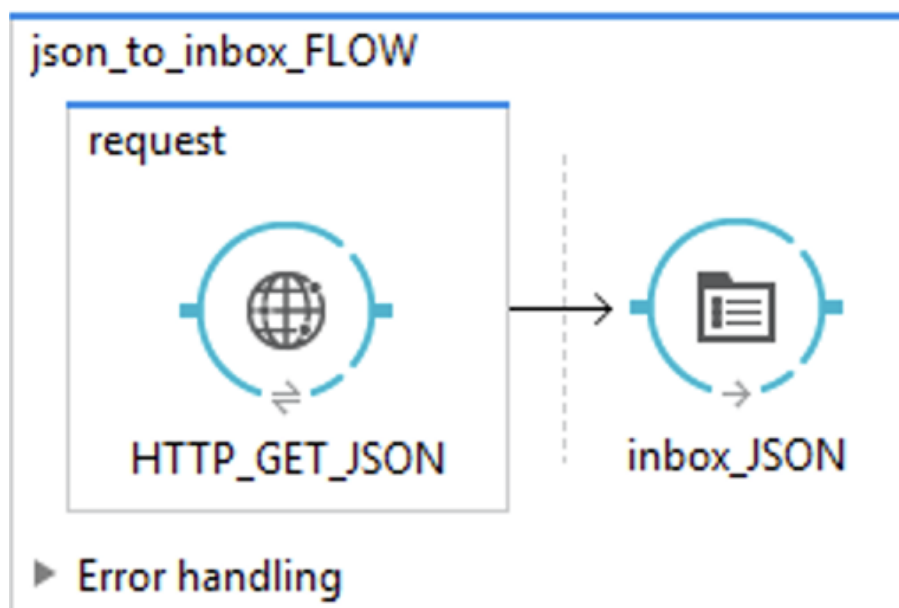 json_to_inbox_FLOW
request
HTTP_GET_JSON
inbox_JSON
Error handling